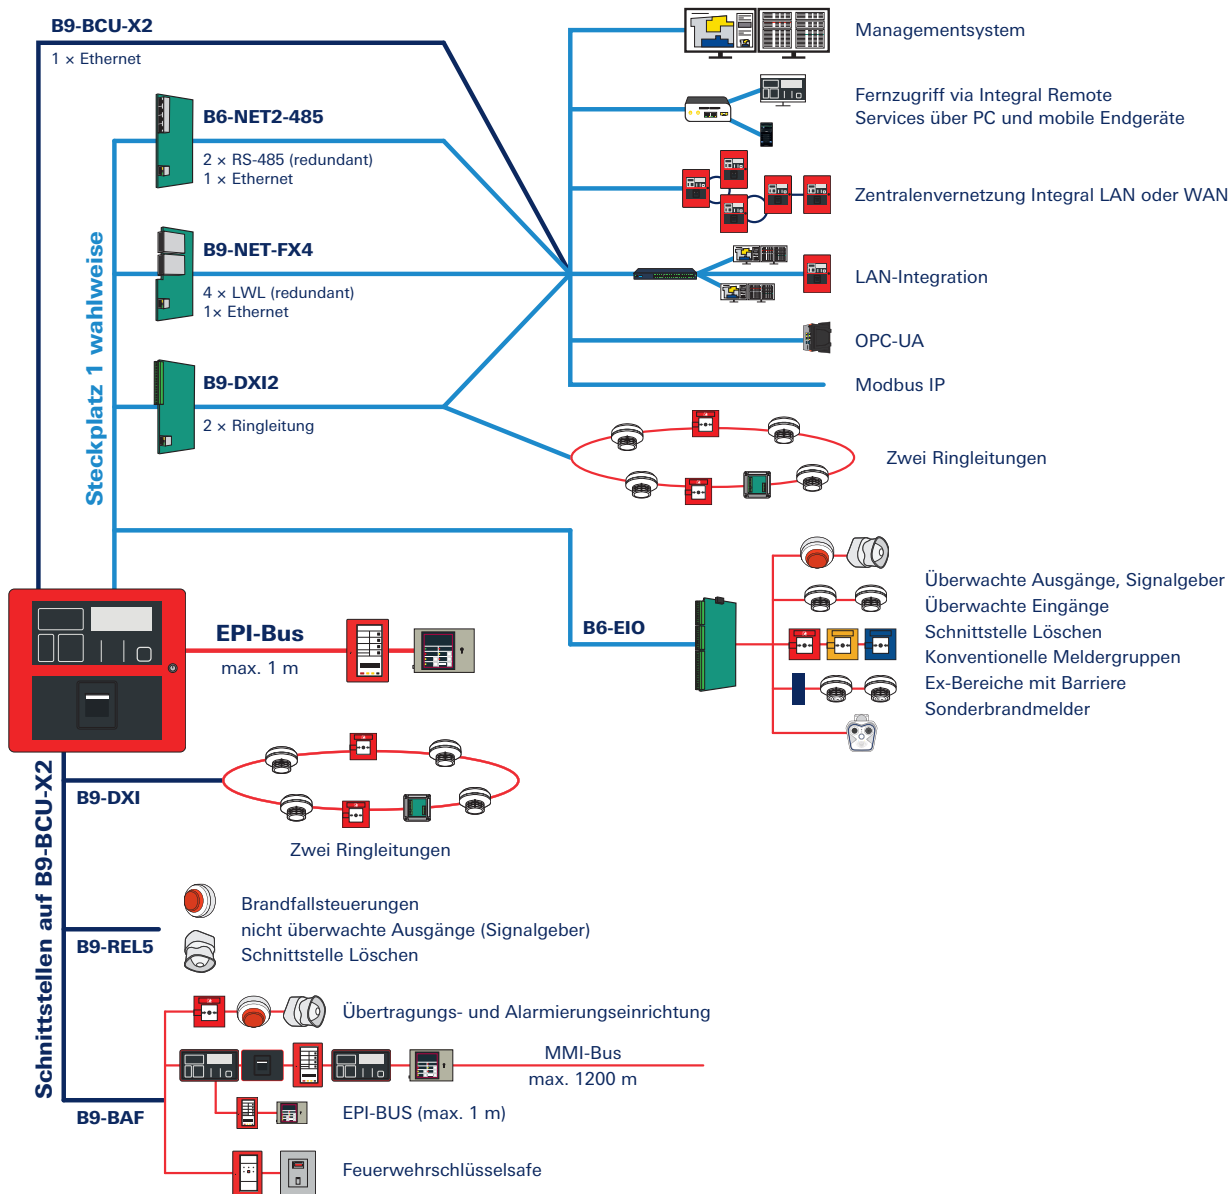 B9-BCU-X2
1 × Ethernet
B6-NET2-485
2 × RS-485 (redundant)
1 × Ethernet
B9-NET-FX4
4 × LWL (redundant)
1× Ethernet
B9-DXI2
2 × Ringleitung
Steckplatz 1 wahlweise
Managementsystem
Fernzugriff via Integral Remote
Services über PC und mobile Endgeräte
Zentralenvernetzung Integral LAN oder WAN
LAN-Integration
OPC-UA
Modbus IP
Zwei Ringleitungen
B6-EIO
Überwachte Ausgänge, Signalgeber
Überwachte Eingänge
Schnittstelle Löschen
Konventionelle Meldergruppen
Ex-Bereiche mit Barriere
Sonderbrandmelder
EPI-Bus
max. 1 m
Schnittstellen auf B9-BCU-X2
B9-DXI
Zwei Ringleitungen
B9-REL5
Brandfallsteuerungen
nicht überwachte Ausgänge (Signalgeber)
Schnittstelle Löschen
B9-BAF
Übertragungs- und Alarmierungseinrichtung
MMI-Bus
max. 1200 m
EPI-BUS (max. 1 m)
Feuerwehrschlüsselsafe